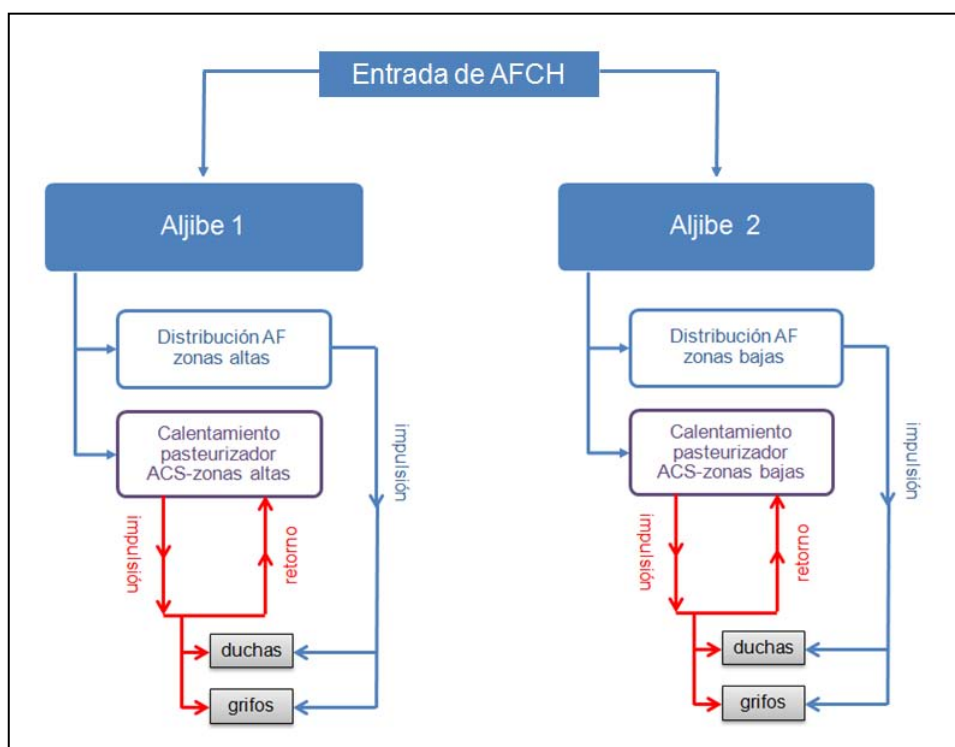 Entrada de AFCH
Aljibe 1
Distribución AF
zonas altas
Calentamiento
pasteurizador
ACS-zonas altas
impulsión
impulsión
retorno
duchas
grifos
Aljibe 2
Distribución AF
zonas bajas
Calentamiento
pasteurizador
ACS-zonas bajas
impulsión
impulsión
retorno
duchas
grifos